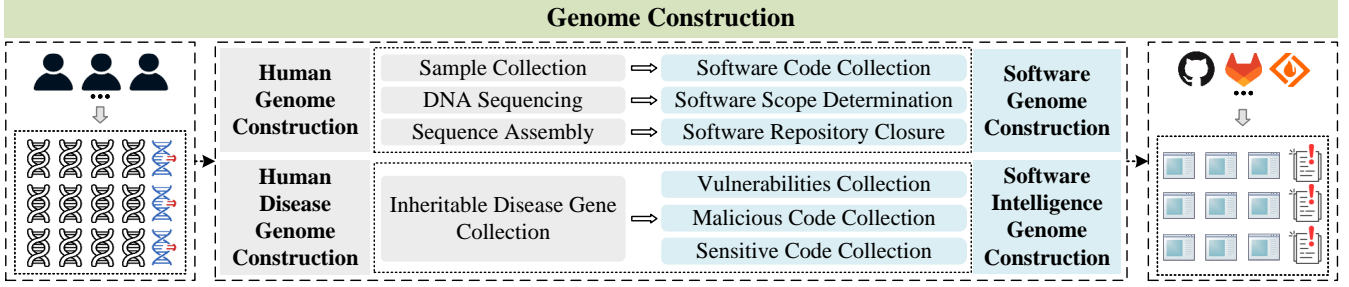 Genome Construction
Human
Genome
Construction
Sample Collection
Software Code Collection
DNA Sequencing
Software Scope Determination
Sequence Assembly
Software Repository Closure
Software
Genome
Construction
Human
Disease
Genome
Construction
Inheritable Disease Gene
Collection
Vulnerabilities Collection
Malicious Code Collection
Sensitive Code Collection
Software
Intelligence
Genome
Construction